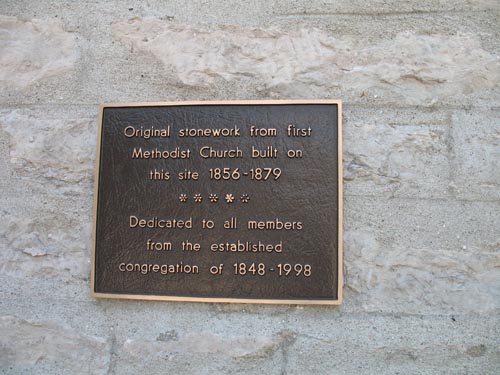 Original stonework from first
Methodist Church built on
this site 1856-1879
* * * * *
Dedicated to all members
from the established
congregation of 1848-1998